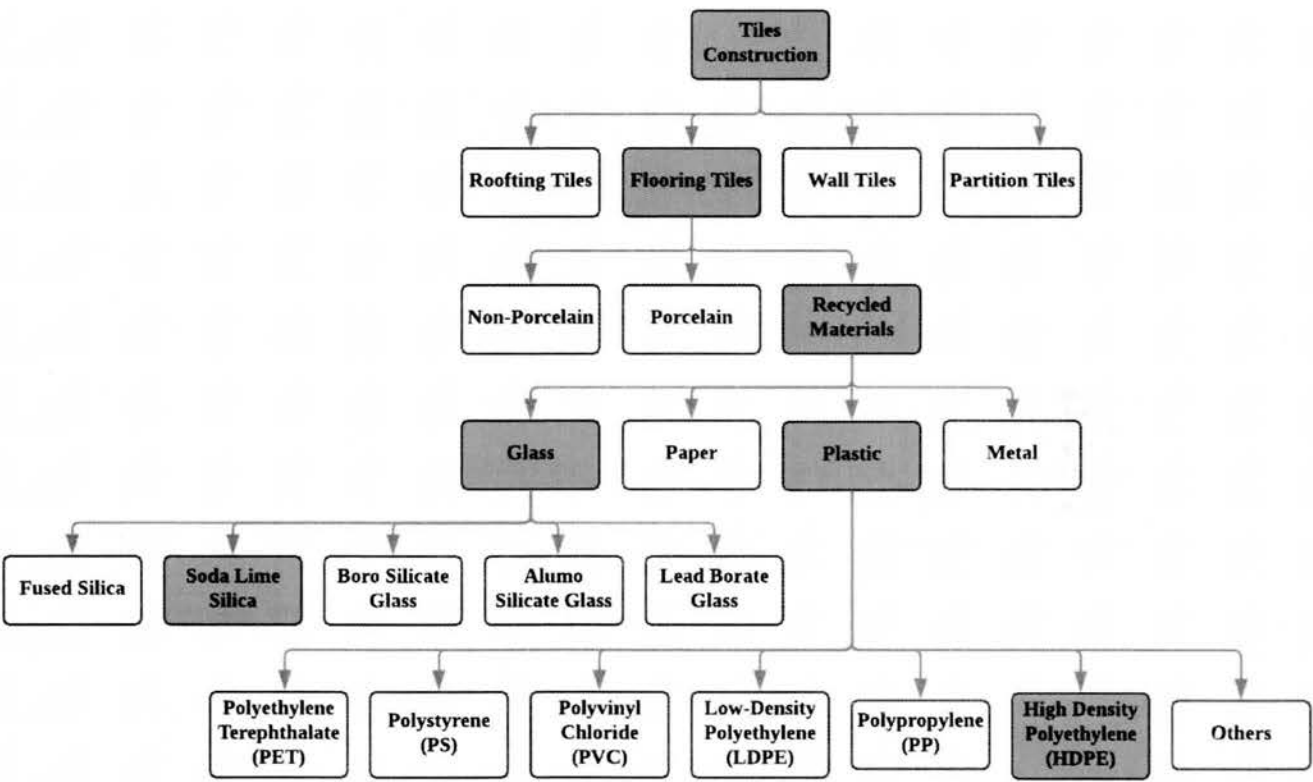 Tiles
Construction
Roofting Tiles
Flooring Tiles
Wall Tiles
Partition Tiles
Non-Porcelain
Porcelain
Recycled
Materials
Glass
Paper
Plastic
Metal
Fused Silica
Soda Lime
Silica
Boro Silicate
Glass
Alumo
Silicate Glass
Lead Borate
Glass
Polyethylene
Terephthalate
(PET)
Polystyrene
(PS)
Polyvinyl
Chloride
(PVC)
Low-Density
Polyethylene
(LDPE)
Polypropylene
(PP)
High Density
Polyethylene
(HDPE)
Others